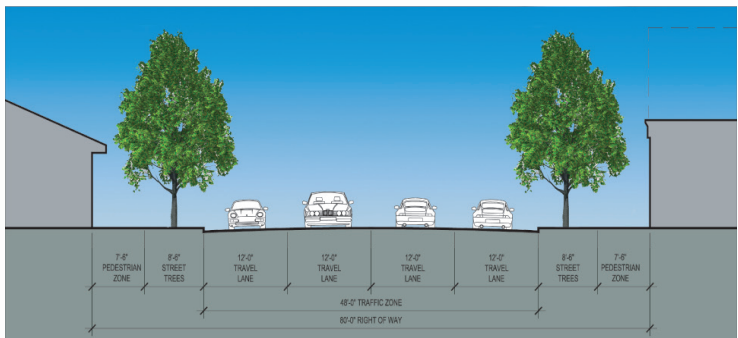 7'-6" PEDESTRIAN ZONE
8'-6" STREET TREES
12'-0" TRAVEL LANE
12'-0" TRAVEL LANE
12'-0" TRAVEL LANE
12'-0" TRAVEL LANE
8'-6" STREET TREES
7'-6" PEDESTRIAN ZONE
48'-0" TRAFFIC ZONE
80'-0" RIGHT OF WAY